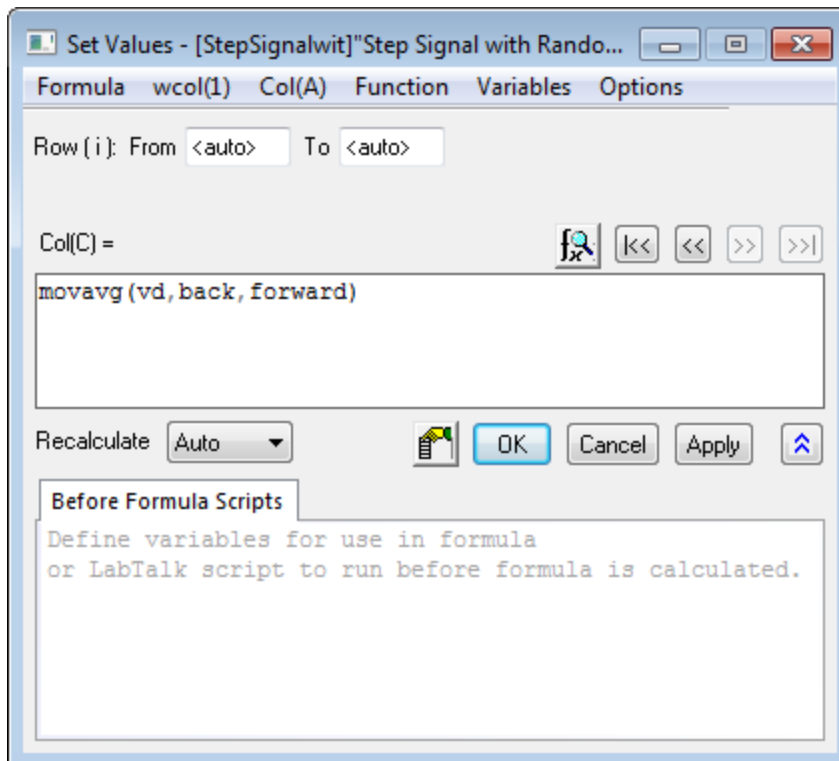 Set Values - [StepSignalwit]"Step Signal with Rando...
Formula wcol(1) Col(A) Function Variables Options
Row ( i ): From <auto> To <auto>
Col(C) =
fx |<< << >> >>|
movavg(vd,back,forward)
Recalculate Auto OK Cancel Apply
Before Formula Scripts
Define variables for use in formula
or LabTalk script to run before formula is calculated.